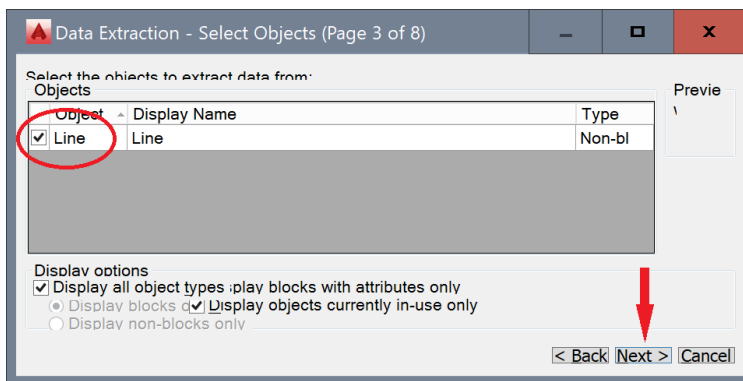 Data Extraction - Select Objects (Page 3 of 8)
Select the objects to extract data from:
Objects
Previe
Object Display Name Type
Line Line Non-bl
Display options
Display all object types splay blocks with attributes only
Display blocks o Display objects currently in-use only
Display non-blocks only
< Back Next > Cancel